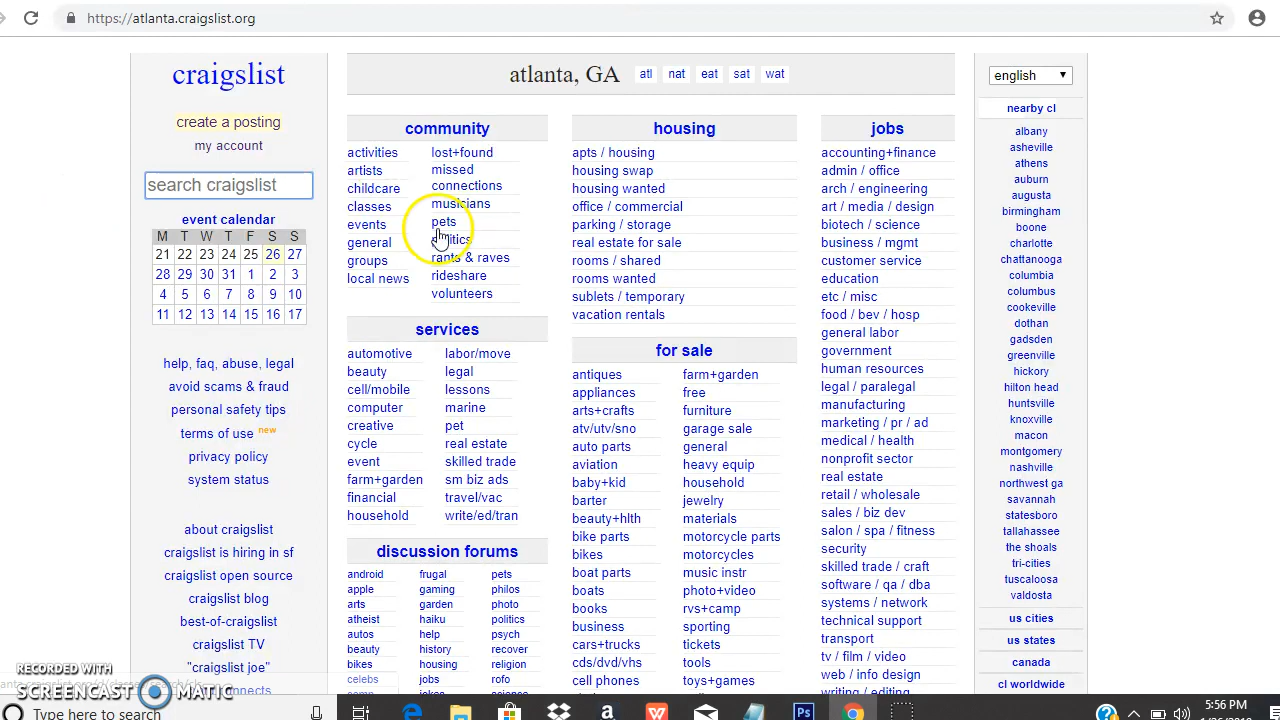 https://atlanta.craigslist.org
craigslist
create a posting
my account
search craigslist
event calendar
M T W T F S S
21 22 23 24 25 26 27
28 29 30 31 1 2 3
4 5 6 7 8 9 10
11 12 13 14 15 16 17
help, faq, abuse, legal
avoid scams & fraud
personal safety tips
terms of use new
privacy policy
system status
about craigslist
craigslist is hiring in sf
craigslist open source
craigslist blog
best-of-craigslist
craigslist TV
"craigslist joe"
atlanta, GA atl nat eat sat wat
community
activities
artists
childcare
classes
events
general
groups
local news
lost+found
missed
connections
musicians
pets
rants & raves
rideshare
volunteers
services
automotive
beauty
cell/mobile
computer
creative
cycle
event
farm+garden
financial
household
labor/move
legal
lessons
marine
pet
real estate
skilled trade
sm biz ads
travel/vac
write/ed/tran
discussion forums
android
apple
arts
atheist
autos
beauty
bikes
celebs
frugal
gaming
garden
haiku
help
history
housing
jobs
pets
philos
photo
politics
psych
recover
religion
rofo
housing
apts / housing
housing swap
housing wanted
office / commercial
parking / storage
real estate for sale
rooms / shared
rooms wanted
sublets / temporary
vacation rentals
for sale
antiques
appliances
arts+crafts
atv/utv/sno
auto parts
aviation
baby+kid
barter
beauty+hlth
bike parts
bikes
boat parts
boats
books
business
cars+trucks
cds/dvd/vhs
cell phones
farm+garden
free
furniture
garage sale
general
heavy equip
household
jewelry
materials
motorcycle parts
motorcycles
music instr
photo+video
rvs+camp
sporting
tickets
tools
toys+games
jobs
accounting+finance
admin / office
arch / engineering
art / media / design
biotech / science
business / mgmt
customer service
education
etc / misc
food / bev / hosp
general labor
government
human resources
legal / paralegal
manufacturing
marketing / pr / ad
medical / health
nonprofit sector
real estate
retail / wholesale
sales / biz dev
salon / spa / fitness
security
skilled trade / craft
software / qa / dba
systems / network
technical support
transport
tv / film / video
web / info design
writing / editing
english
nearby cl
albany
asheville
athens
auburn
augusta
birmingham
boone
charlotte
chattanooga
columbia
columbus
cookeville
dothan
gadsden
greenville
hickory
hilton head
huntsville
knoxville
macon
montgomery
nashville
northwest ga
savannah
statesboro
tallahassee
the shoals
tri-cities
tuscaloosa
valdosta
us cities
us states
canada
cl worldwide
RECORDED WITH
SCREENCAST MATIC
Type here to search
5:56 PM